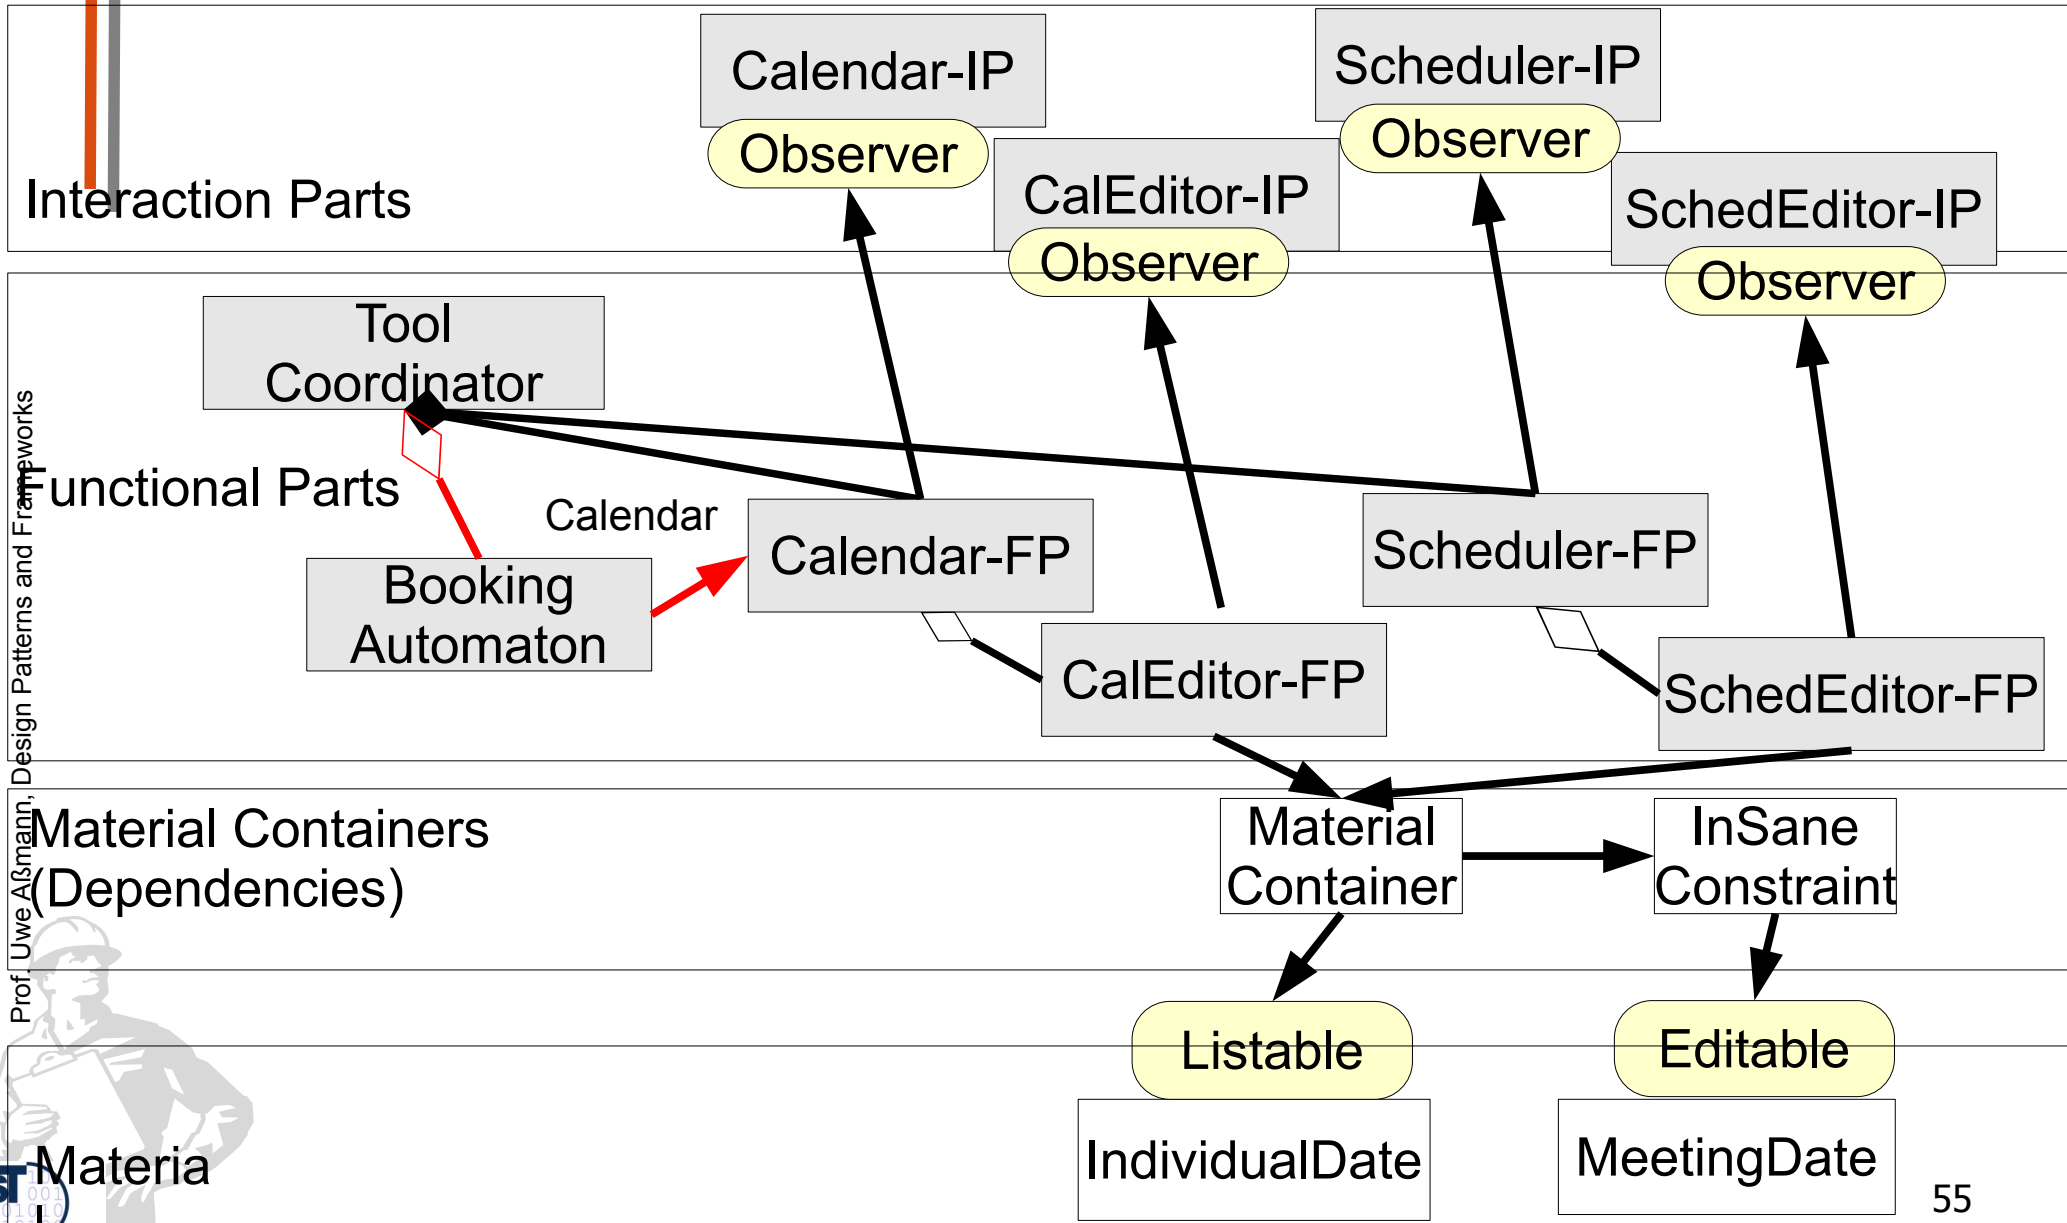 Calendar-IP
Scheduler-IP
Observer
Observer
CalEditor-IP
SchedEditor-IP
Interaction Parts
Observer
Observer
Tool
Coordinator
Functional Parts
Calendar
Calendar-FP
Scheduler-FP
Booking
Automaton
CalEditor-FP
SchedEditor-FP
Prof. Uwe Aßmann, Design Patterns and Frameworks
Material Containers
(Dependencies)
Material
Container
InSane
Constraint
Listable
Editable
IndividualDate
MeetingDate
Materia
l
ST
55